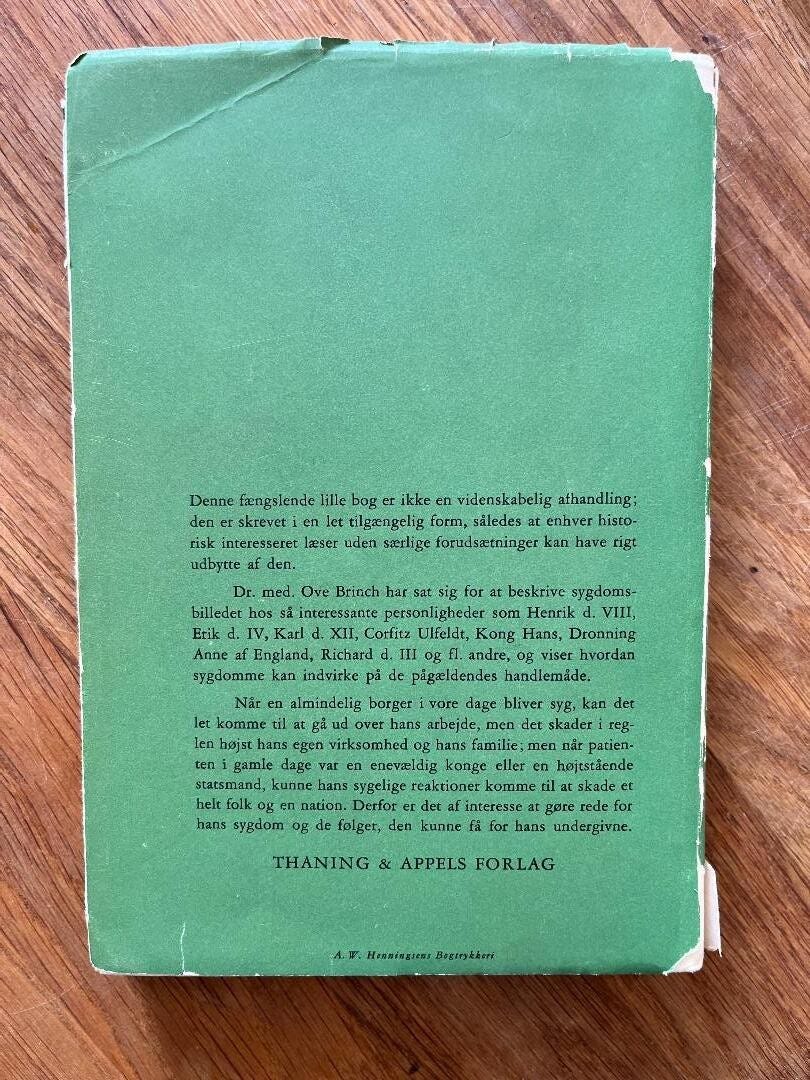 Denne fængslende lille bog er ikke en videnskabelig afhandling;
den er skrevet i en let tilgængelig form, således at enhver histo-
risk interesseret læser uden særlige forudsætninger kan have rigt
udbytte af den.
Dr. med. Ove Brinch har sat sig for at beskrive sygdoms-
billedet hos så interessante personligheder som Henrik d. VIII,
Erik d. IV, Karl d. XII, Corfitz Ulfeldt, Kong Hans, Dronning
Anne af England, Richard d. III og fl. andre, og viser hvordan
sygdomme kan indvirke på de pågældendes handlemåde.
Når en almindelig borger i vore dage bliver syg, kan det
let komme til at gå ud over hans arbejde, men det skader i reg-
len højst hans egen virksomhed og hans familie; men når patien-
ten i gamle dage var en enevældig konge eller en højtstående
statsmand, kunne hans sygelige reaktioner komme til at skade et
helt folk og en nation. Derfor er det af interesse at gøre rede for
hans sygdom og de følger, den kunne få for hans undergivne.
THANING & APPELS FORLAG
A. W. Henningsens Bogtrykkeri